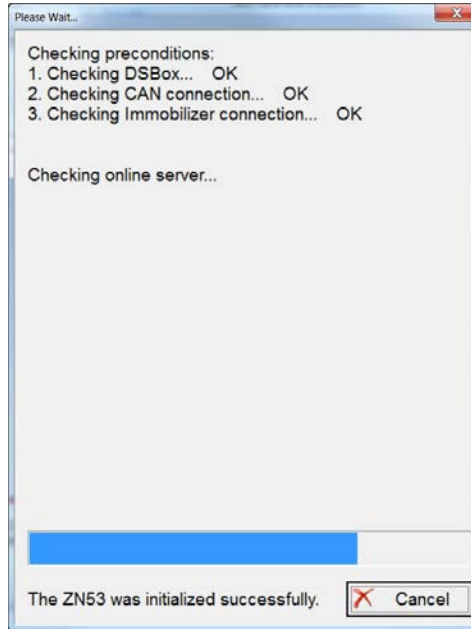 Please Wait...
Checking preconditions:
1. Checking DSBox... OK
2. Checking CAN connection... OK
3. Checking Immobilizer connection... OK
Checking online server...
The ZN53 was initialized successfully.
Cancel